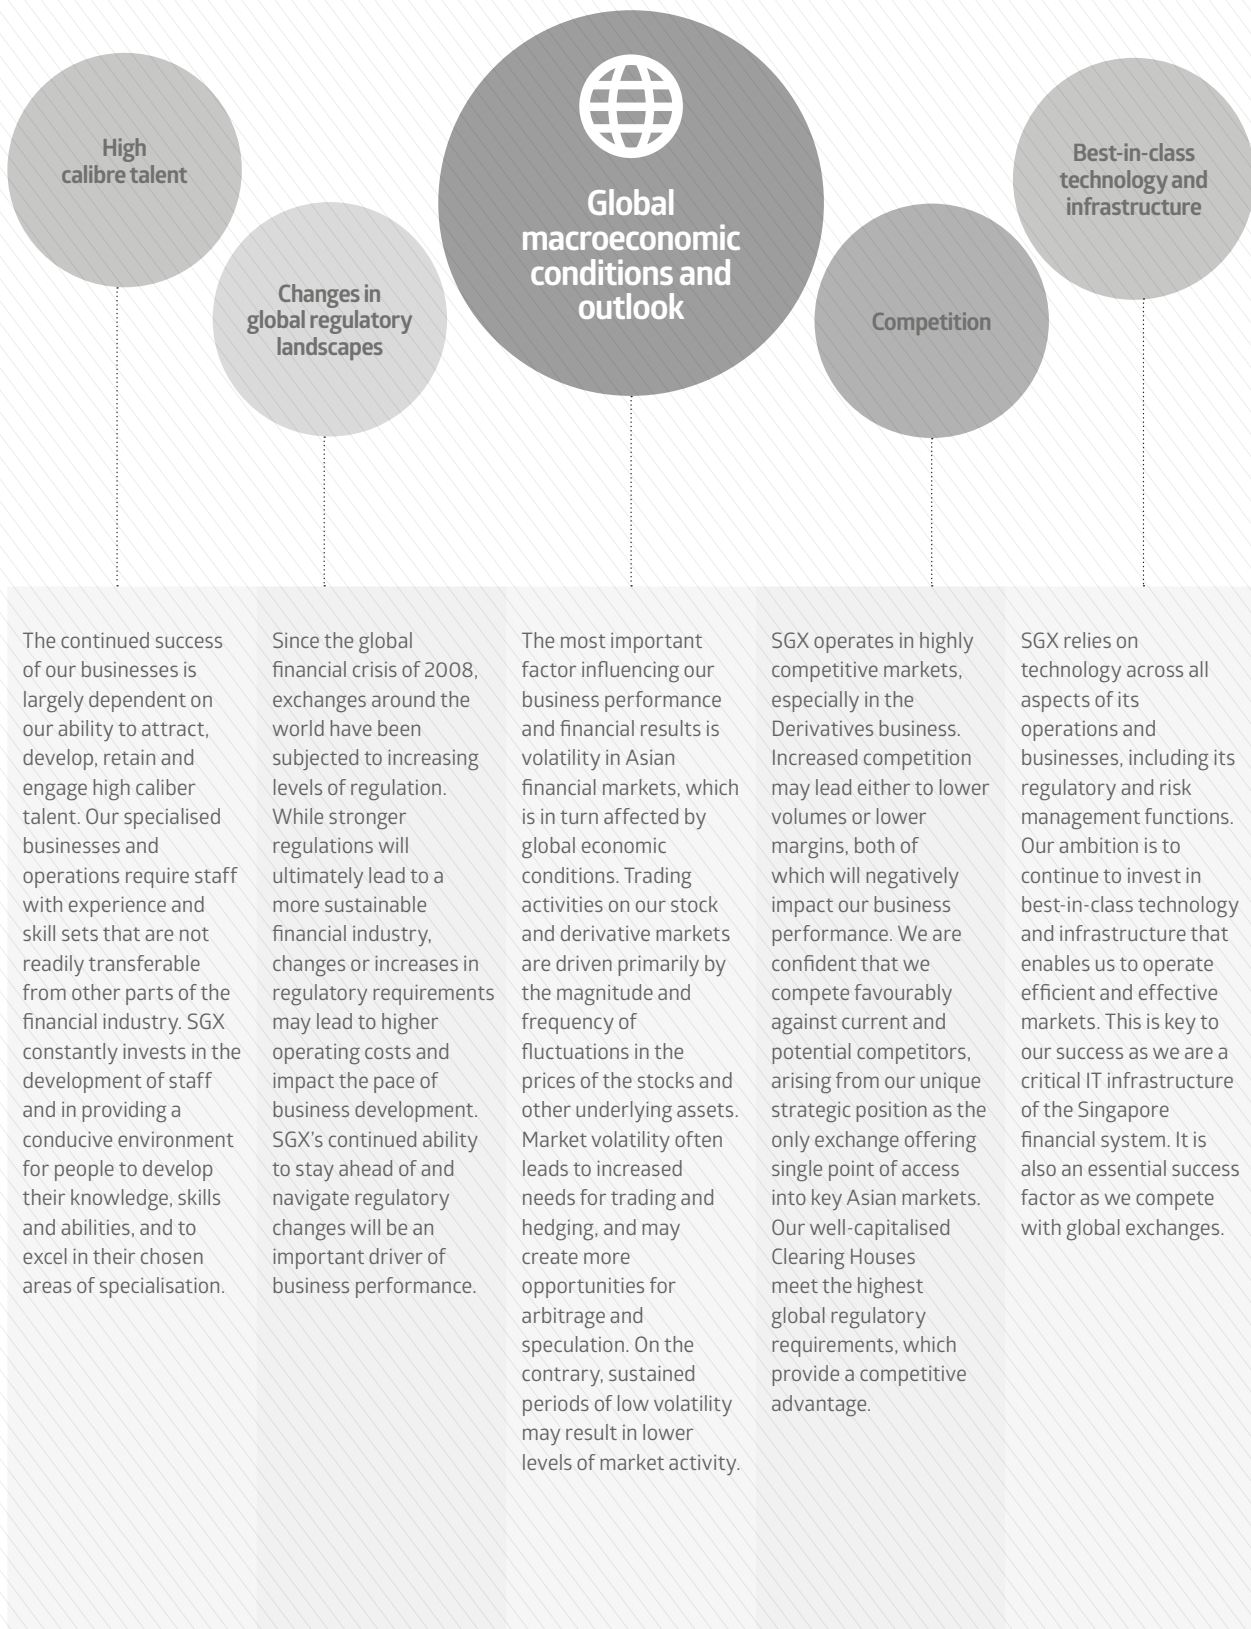 High
calibre talent
Changes in
global regulatory
landscapes
Global
macroeconomic
conditions and
outlook
Competition
Best-in-class
technology and
infrastructure
The continued success
of our businesses is
largely dependent on
our ability to attract,
develop, retain and
engage high caliber
talent. Our specialised
businesses and
operations require staff
with experience and
skill sets that are not
readily transferable
from other parts of the
financial industry. SGX
constantly invests in the
development of staff
and in providing a
conducive environment
for people to develop
their knowledge, skills
and abilities, and to
excel in their chosen
areas of specialisation.
Since the global
financial crisis of 2008,
exchanges around the
world have been
subjected to increasing
levels of regulation.
While stronger
regulations will
ultimately lead to a
more sustainable
financial industry,
changes or increases in
regulatory requirements
may lead to higher
operating costs and
impact the pace of
business development.
SGX's continued ability
to stay ahead of and
navigate regulatory
changes will be an
important driver of
business performance.
The most important
factor influencing our
business performance
and financial results is
volatility in Asian
financial markets, which
is in turn affected by
global economic
conditions. Trading
activities on our stock
and derivative markets
are driven primarily by
the magnitude and
frequency of
fluctuations in the
prices of the stocks and
other underlying assets.
Market volatility often
leads to increased
needs for trading and
hedging, and may
create more
opportunities for
arbitrage and
speculation. On the
contrary, sustained
periods of low volatility
may result in lower
levels of market activity.
SGX operates in highly
competitive markets,
especially in the
Derivatives business.
Increased competition
may lead either to lower
volumes or lower
margins, both of
which will negatively
impact our business
performance. We are
confident that we
compete favourably
against current and
potential competitors,
arising from our unique
strategic position as the
only exchange offering
single point of access
into key Asian markets.
Our well-capitalised
Clearing Houses
meet the highest
global regulatory
requirements, which
provide a competitive
advantage.
SGX relies on
technology across all
aspects of its
operations and
businesses, including its
regulatory and risk
management functions.
Our ambition is to
continue to invest in
best-in-class technology
and infrastructure that
enables us to operate
efficient and effective
markets. This is key to
our success as we are a
critical IT infrastructure
of the Singapore
financial system. It is
also an essential success
factor as we compete
with global exchanges.